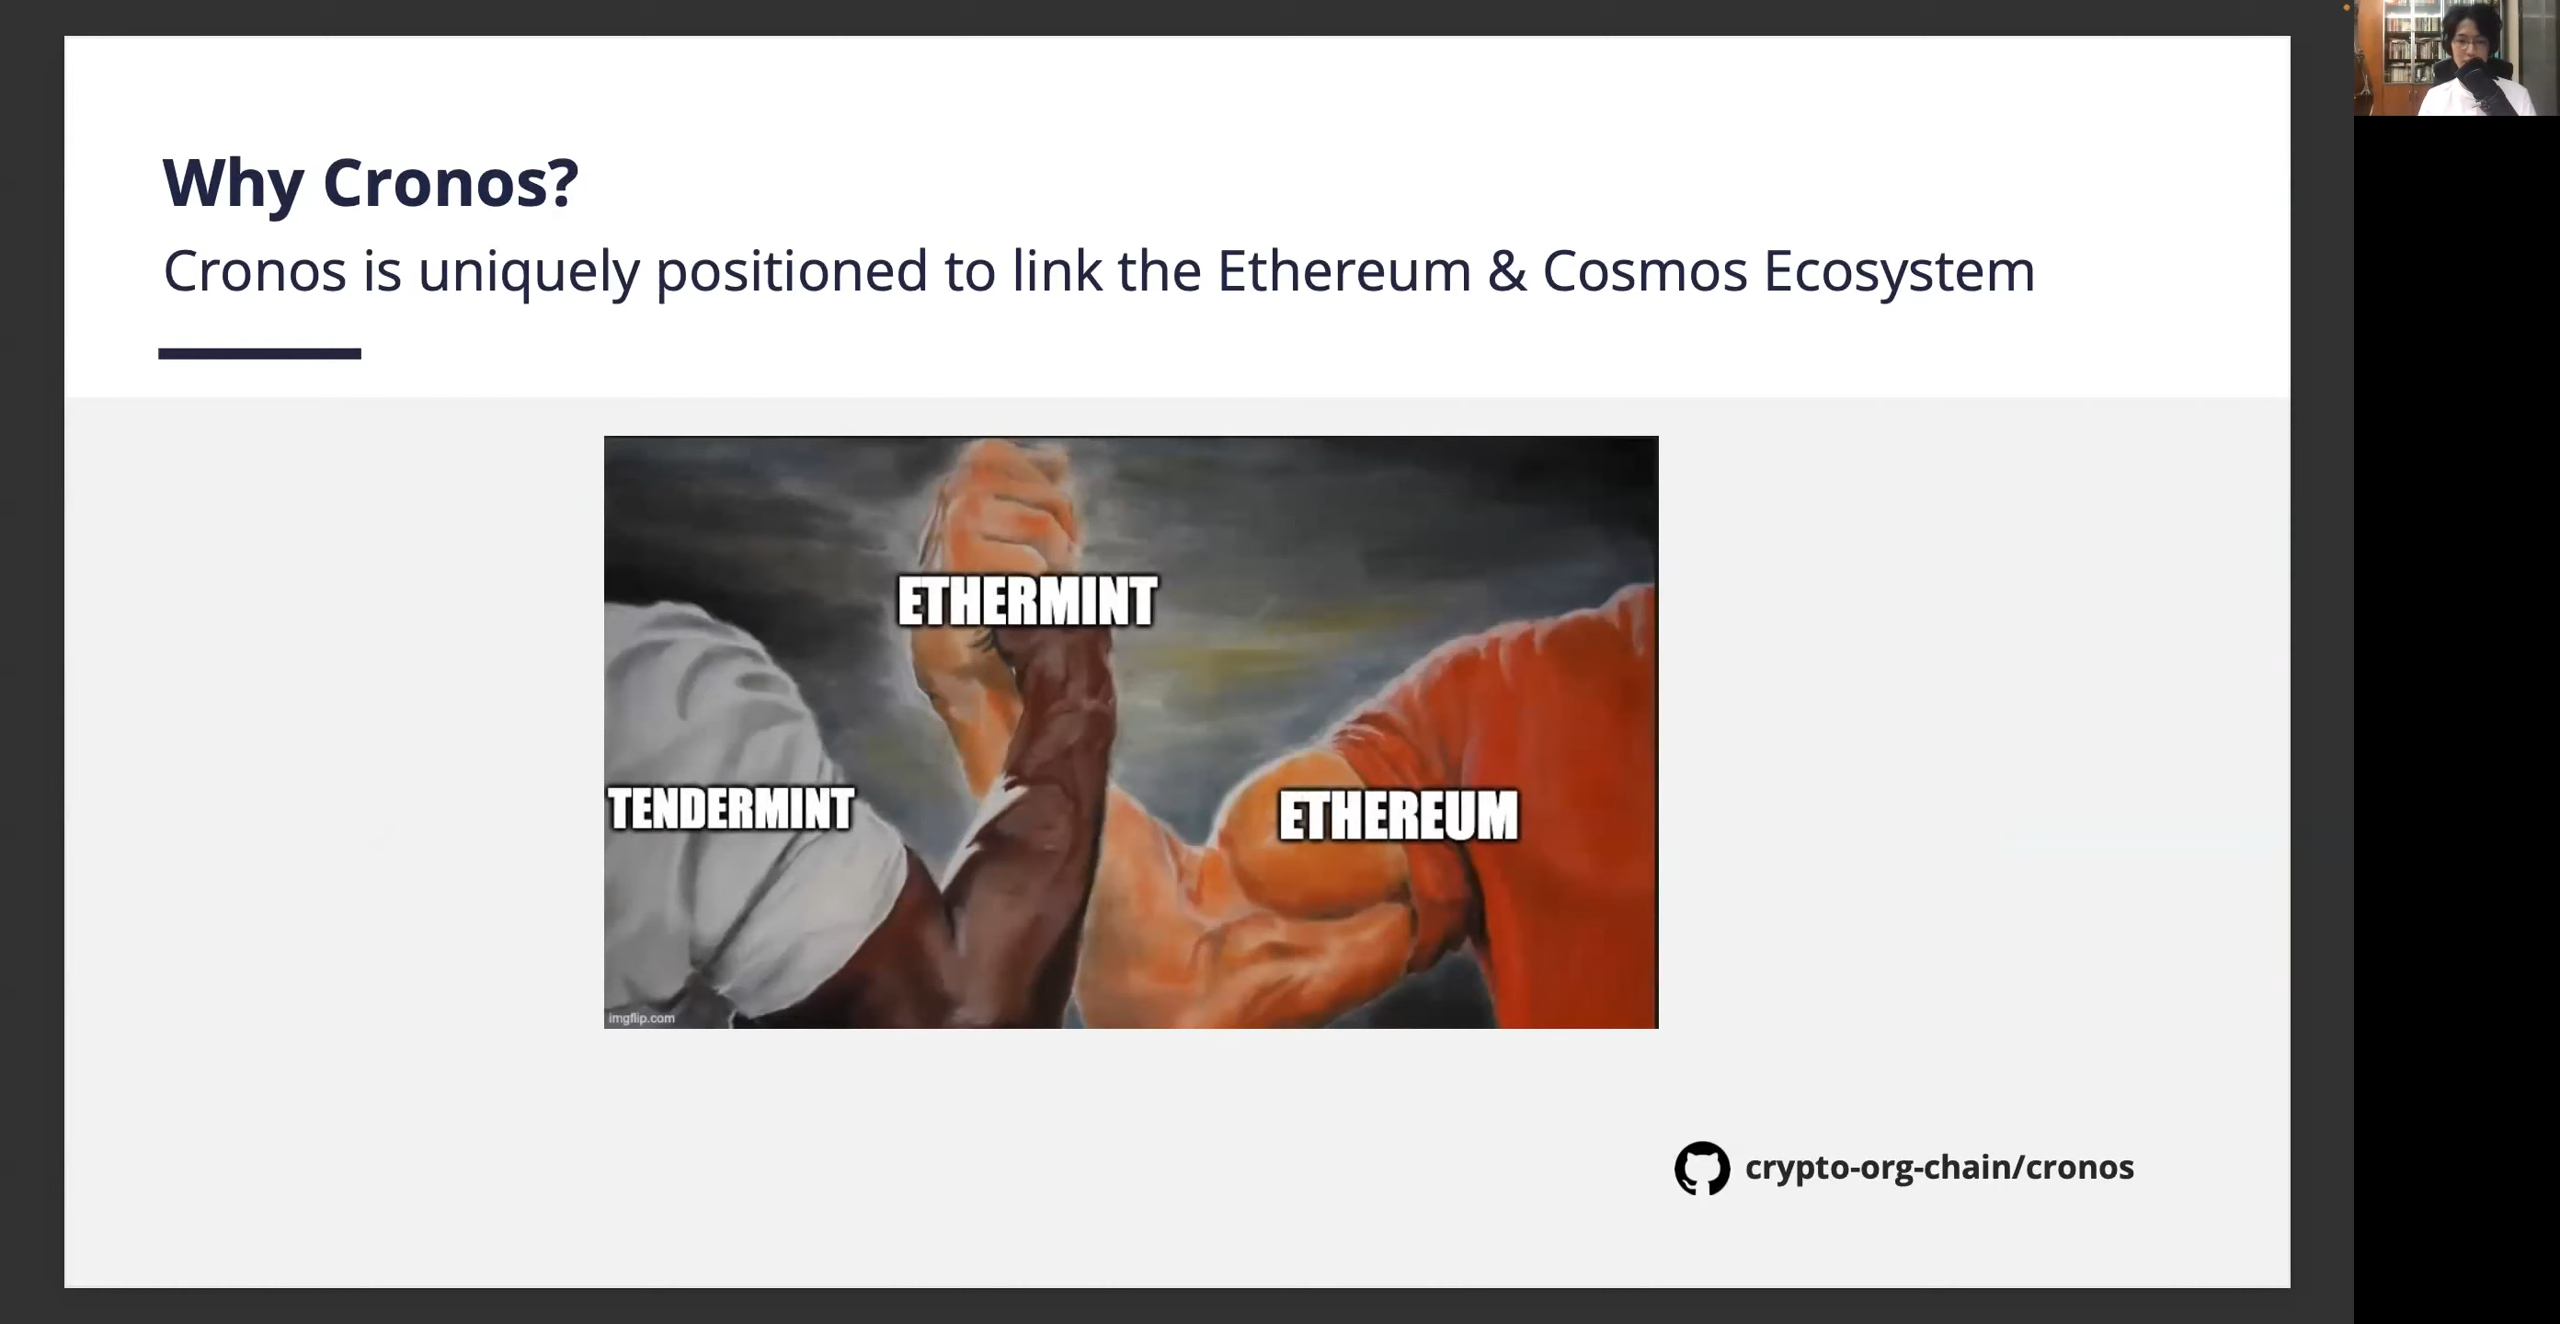 Why Cronos?
Cronos is uniquely positioned to link the Ethereum & Cosmos Ecosystem
ETHERMINT
TENDERMINT
ETHEREUM
imgflip.com
crypto-org-chain/cronos